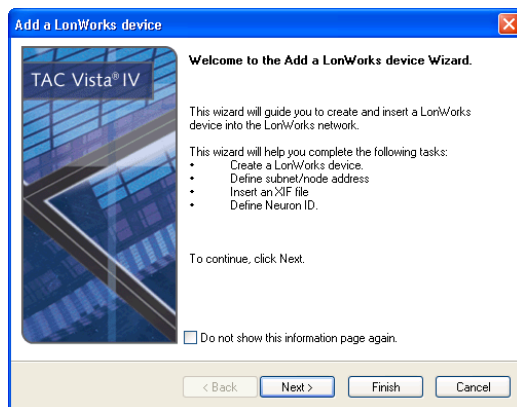 Add a LonWorks device
TAC Vista® IV
Welcome to the Add a LonWorks device Wizard.
This wizard will guide you to create and insert a LonWorks
device into the LonWorks network.
This wizard will help you complete the following tasks:
• Create a LonWorks device.
• Define subnet/node address
• Insert an XIF file
• Define Neuron ID.
To continue, click Next.
Do not show this information page again.
< Back Next > Finish Cancel